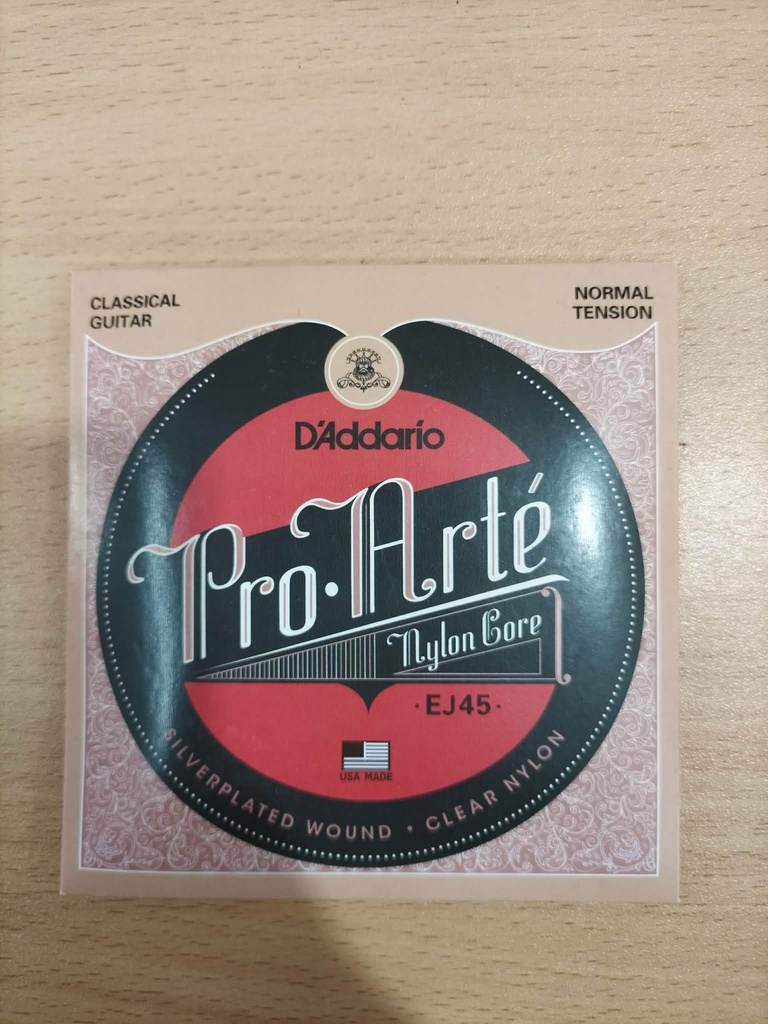 CLASSICAL
GUITAR
NORMAL
TENSION
D'Addario
Pro·Arté
Nylon Core
·EJ45·
USA MADE
SILVERPLATED WOUND · CLEAR NYLON